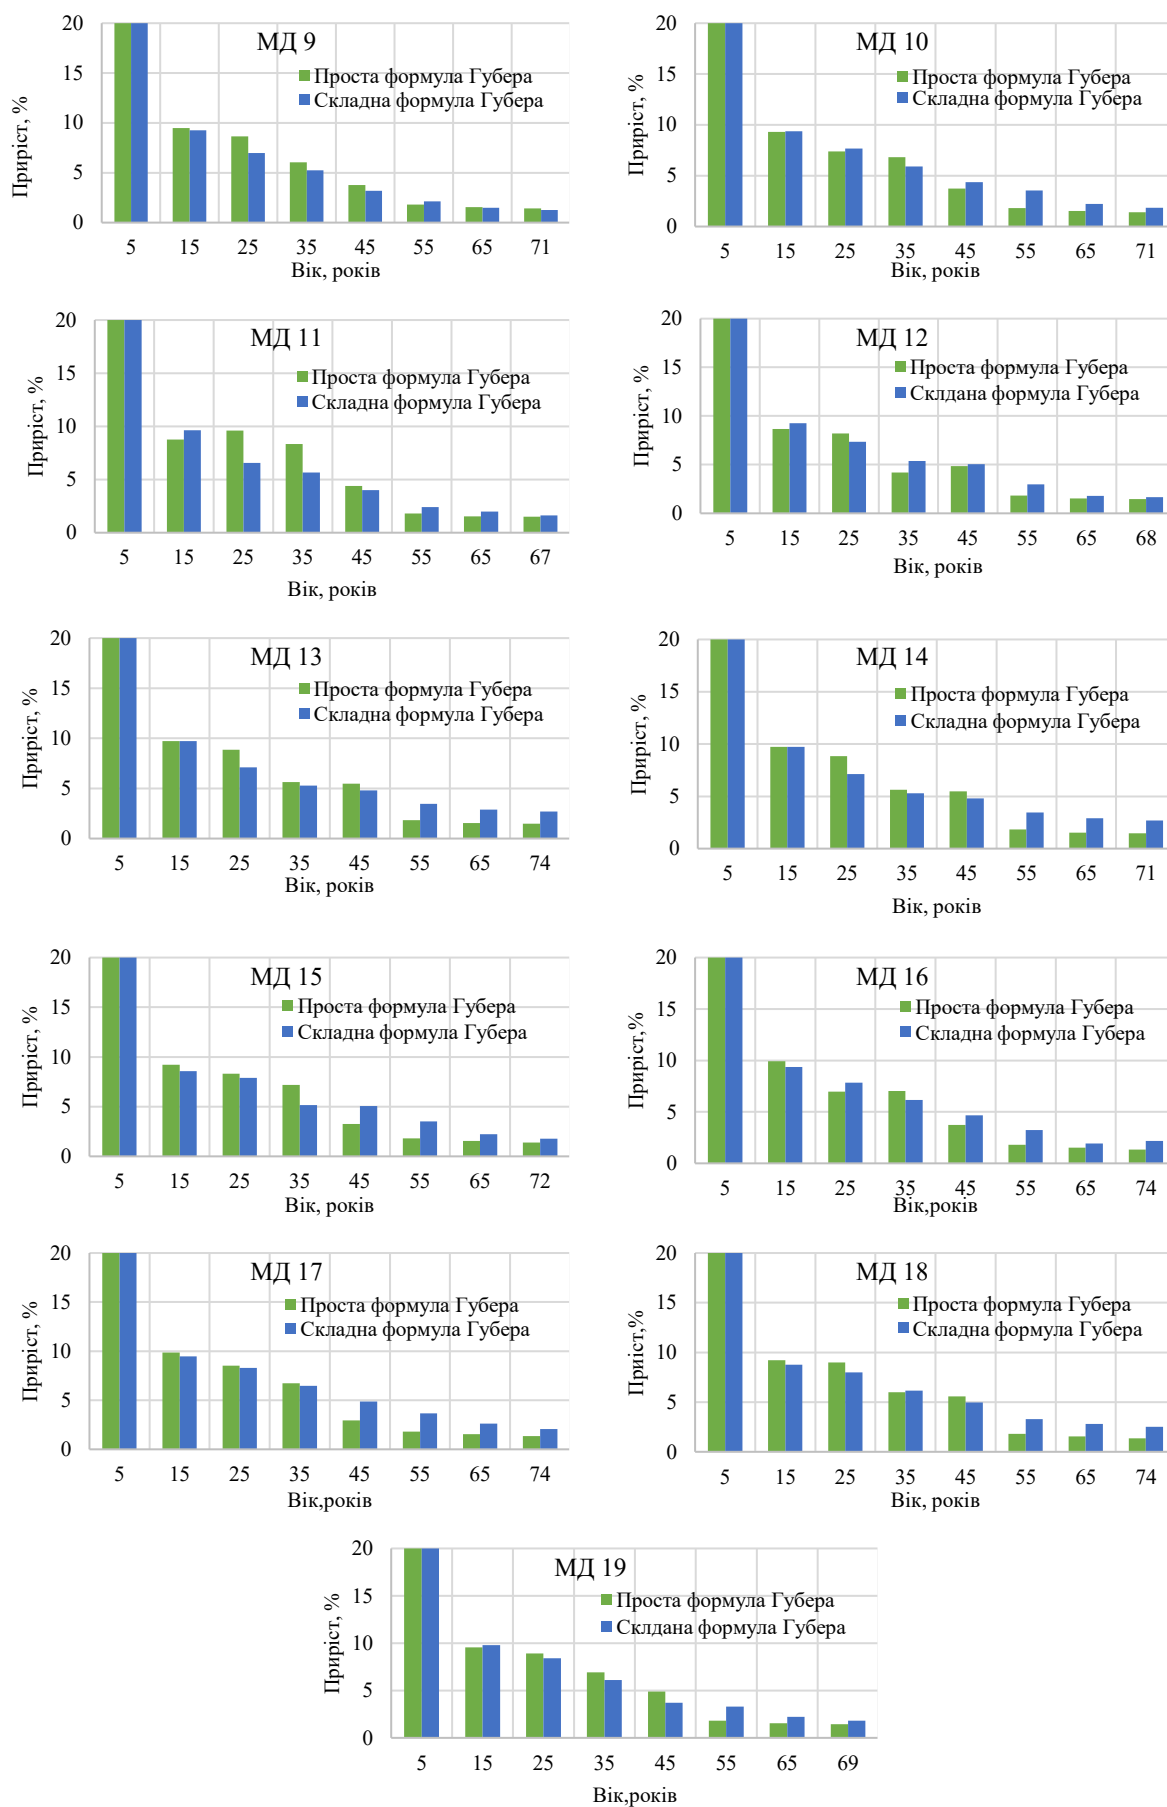 МД 9
Проста формула Губера
Складна формула Губера
Приріст, %
20
15
10
5
0
5 15 25 35 45 55 65 71
Вік, років
МД 10
Проста формула Губера
Складна формула Губера
Приріст, %
20
15
10
5
0
5 15 25 35 45 55 65 71
Вік, років
МД 11
Проста формула Губера
Складна формула Губера
Приріст, %
20
15
10
5
0
5 15 25 35 45 55 65 67
Вік, років
МД 12
Проста формула Губера
Склдана формула Губера
Приріст, %
20
15
10
5
0
5 15 25 35 45 55 65 68
Вік, років
МД 13
Проста формула Губера
Складна формула Губера
Приріст, %
20
15
10
5
0
5 15 25 35 45 55 65 74
Вік, років
МД 14
Проста формула Губера
Складна формула Губера
Приріст, %
20
15
10
5
0
5 15 25 35 45 55 65 71
Вік, років
МД 15
Проста формула Губера
Складна формула Губера
Приріст, %
20
15
10
5
0
5 15 25 35 45 55 65 72
Вік, років
МД 16
Проста формула Губера
Складна формула Губера
Приріст,%
20
15
10
5
0
5 15 25 35 45 55 65 74
Вік,років
МД 17
Проста формула Губера
Складна формула Губера
Приріст, %
20
15
10
5
0
5 15 25 35 45 55 65 74
Вік,років
МД 18
Проста формула Губера
Складна формула Губера
Прииіст,%
20
15
10
5
0
5 15 25 35 45 55 65 74
Вік,років
МД 19
Проста формула Губера
Склдана формула Губера
Приріст, %
20
15
10
5
0
5 15 25 35 45 55 65 69
Вік,років